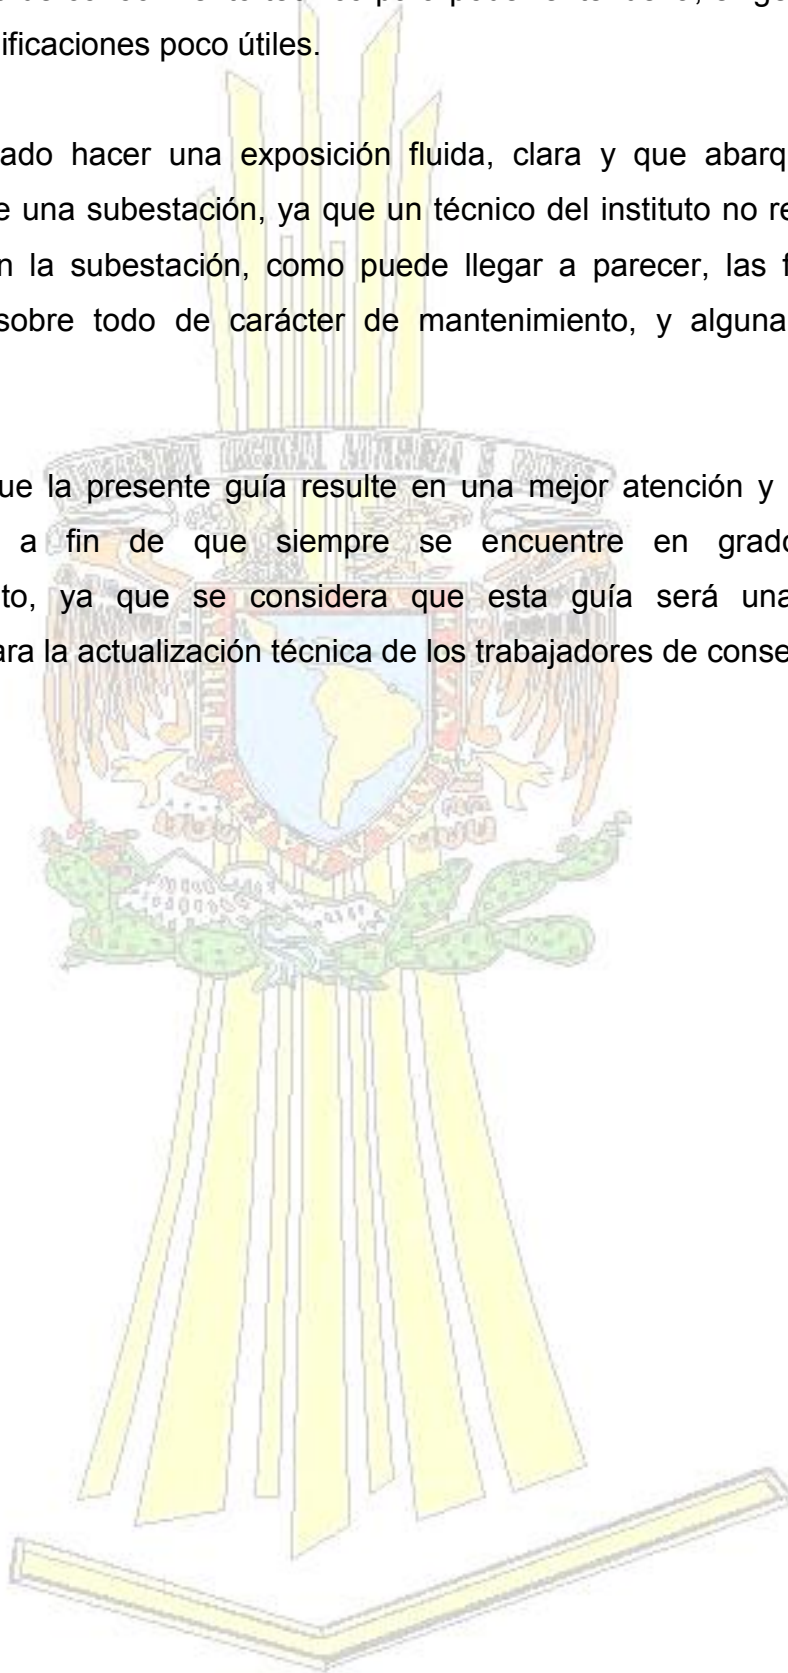 ificaciones poco útiles.
ado hacer una exposición fluida, clara y que abarq
e una subestación, ya que un técnico del instituto no re
n la subestación, como puede llegar a parecer, las f
sobre todo de carácter de mantenimiento, y alguna
ue la presente guía resulte en una mejor atención y
a fin de que siempre se encuentre en grado
to, ya que se considera que esta guía será una
ara la actualización técnica de los trabajadores de conse